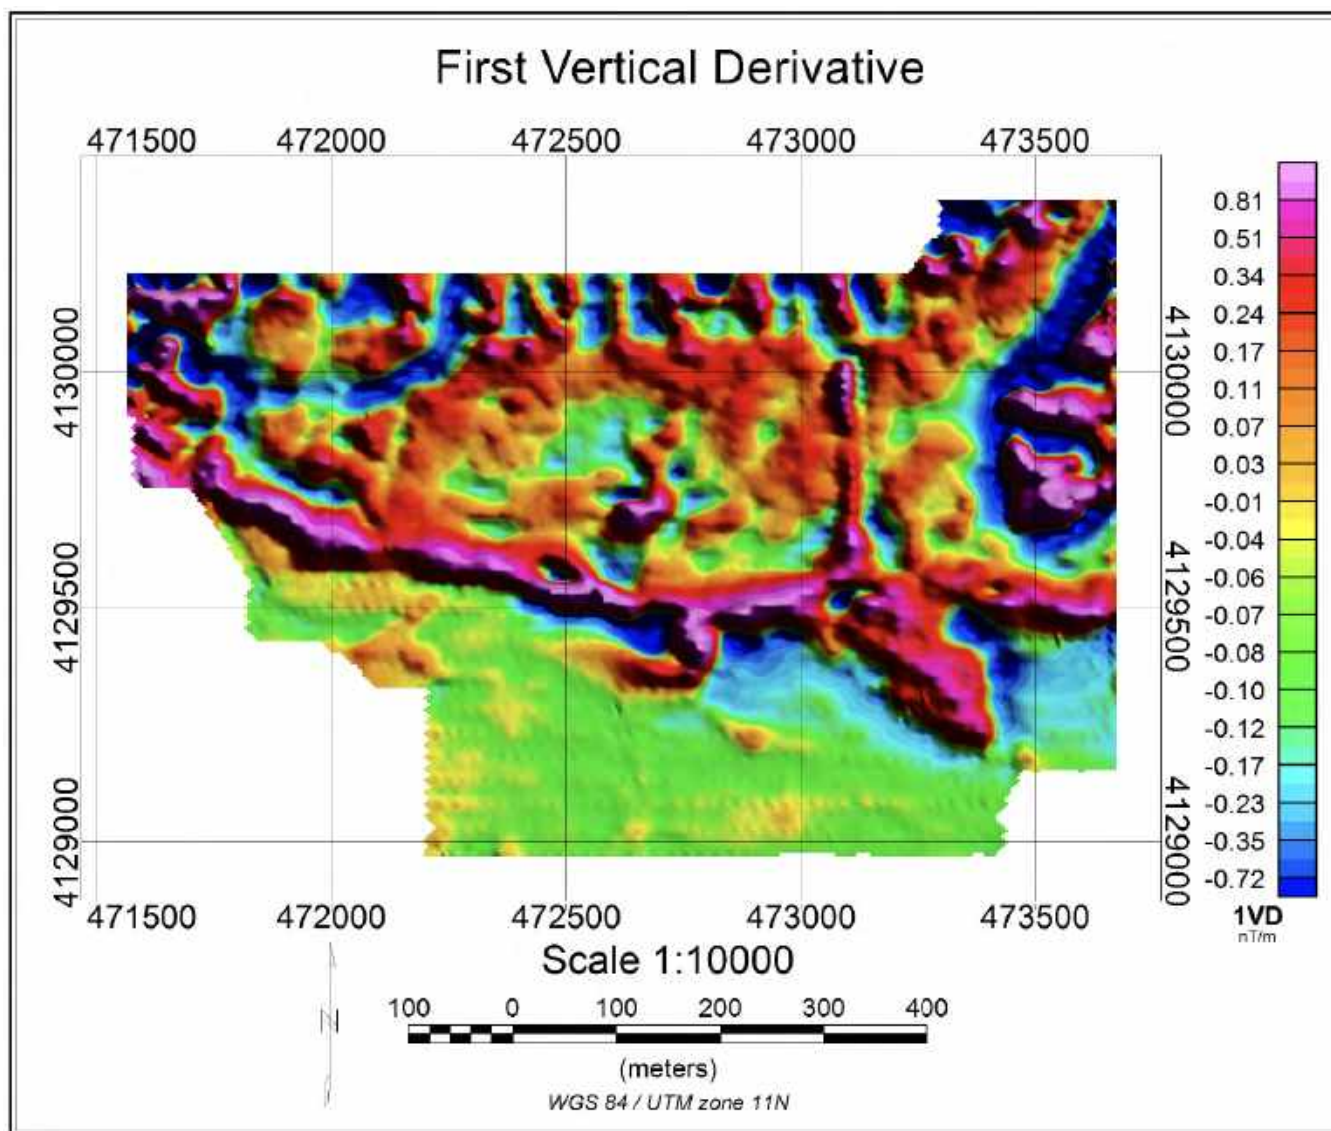 First Vertical Derivative
471500 472000 472500 473000 473500
4130000
4129500
4129000
4130000
4129500
4129000
0.81
0.51
0.34
0.24
0.17
0.11
0.07
0.03
-0.01
-0.04
-0.06
-0.07
-0.08
-0.10
-0.12
-0.17
-0.23
-0.35
-0.72
1VD
nT/m
471500 472000 472500 473000 473500
Scale 1:10000
N
100 0 100 200 300 400
(meters)
WGS 84 / UTM zone 11N